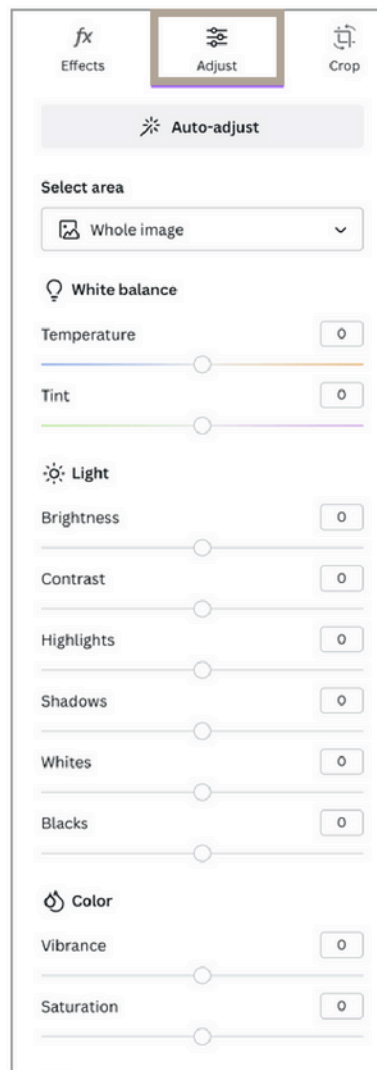 fx
Effects Adjust Crop
Auto-adjust
Select area
Whole image
White balance
Temperature 0
Tint 0
Light
Brightness 0
Contrast 0
Highlights 0
Shadows 0
Whites 0
Blacks 0
Color
Vibrance 0
Saturation 0